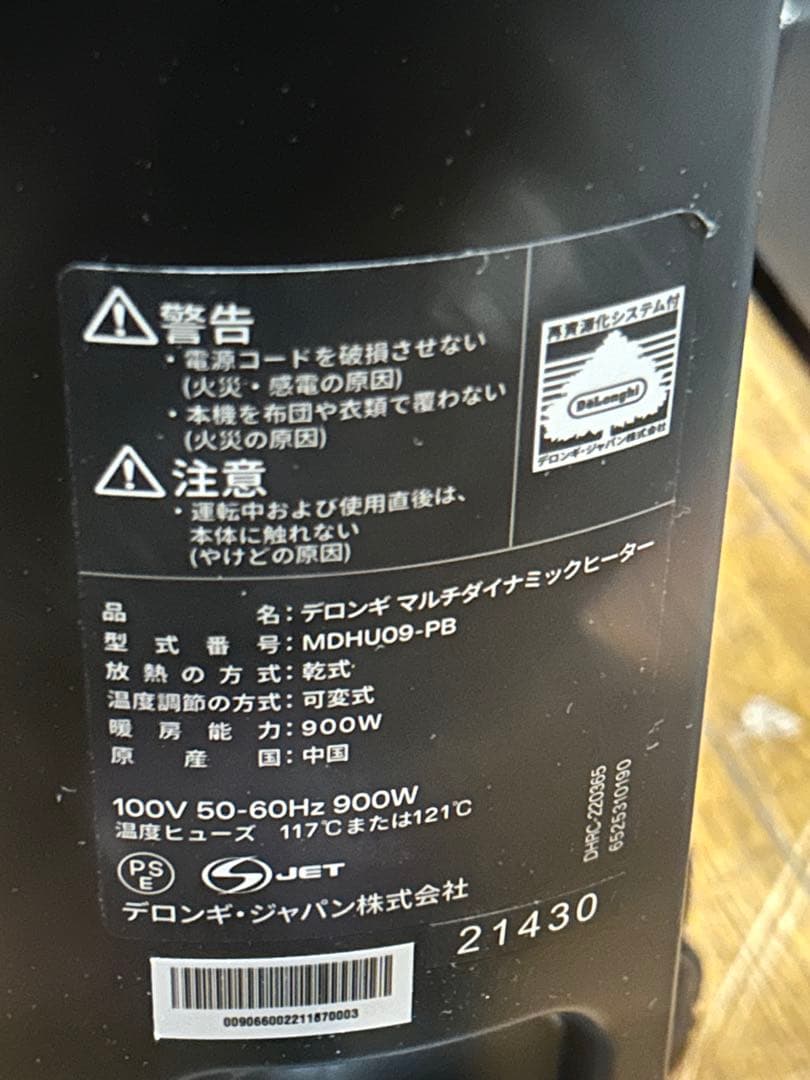 警告
・電源コードを破損させない
(火災・感電の原因)
・本機を布団や衣類で覆わない
(火災の原因)
注意
・運転中および使用直後は、
本体に触れない
(やけどの原因)
再資源化システム付
DeLonghi
デロンギ・ジャパン株式会社
品名：デロンギ マルチダイナミックヒーター
型式番号：MDHU09-PB
放熱の方式：乾式
温度調節の方式：可変式
暖房能力：900W
原産国：中国
100V 50-60Hz 900W
温度ヒューズ 117℃または121℃
PS
E
S JET
デロンギ・ジャパン株式会社
DHRC-220365
6525310190
21430
009066002211670003